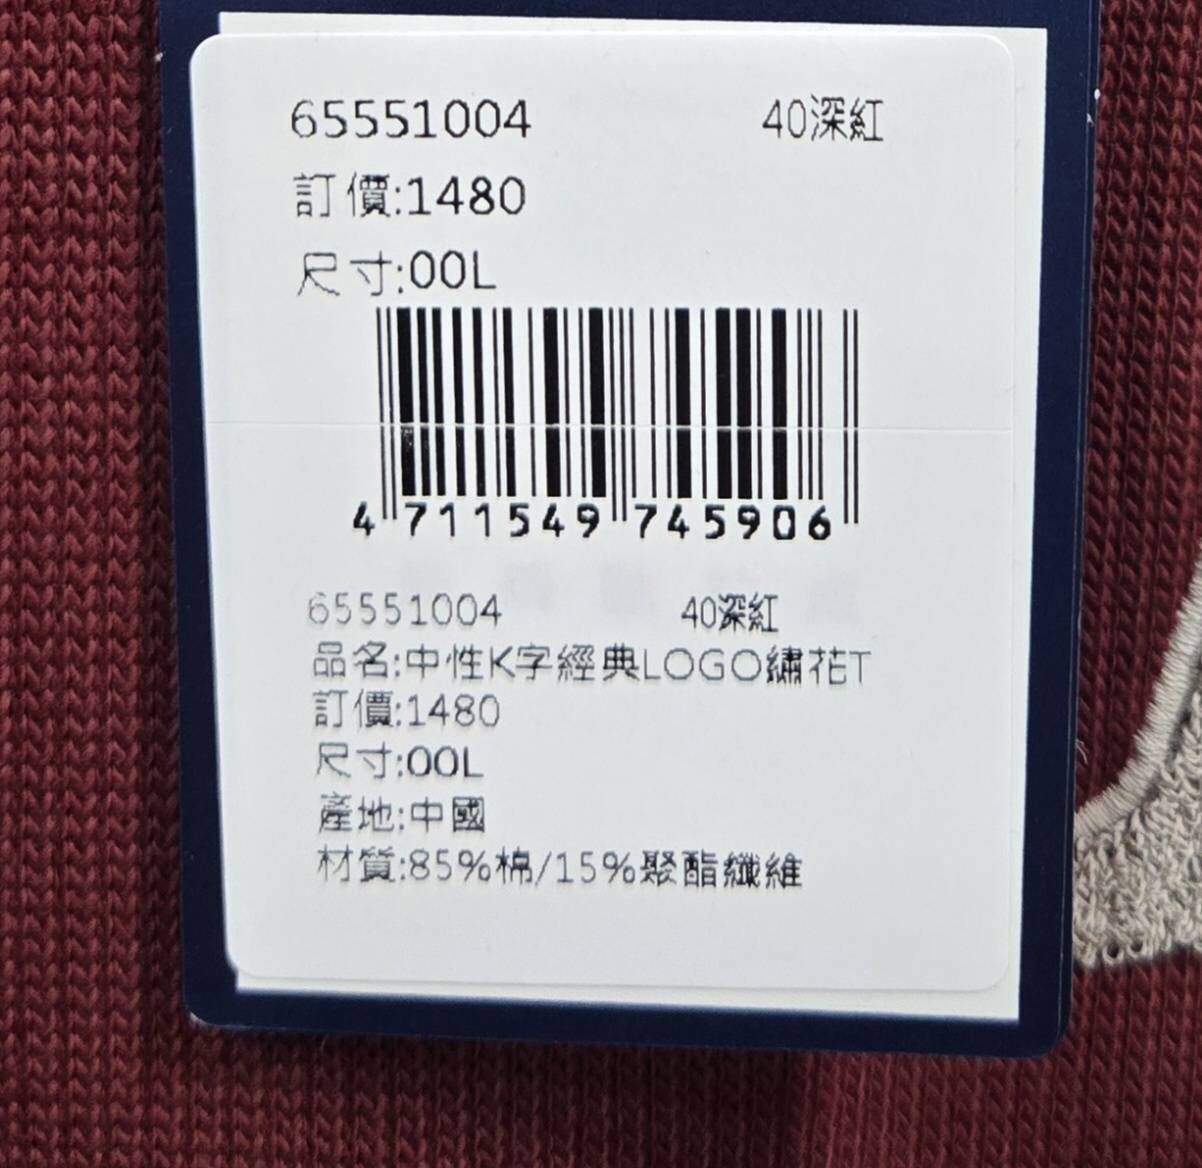 65551004 40深紅
訂價:1480
尺寸:00L
4 711549 745906
65551004 40深紅
品名:中性K字經典LOGO繡花T
訂價:1480
尺寸:00L
產地:中國
材質:85%棉/15%聚酯纖維